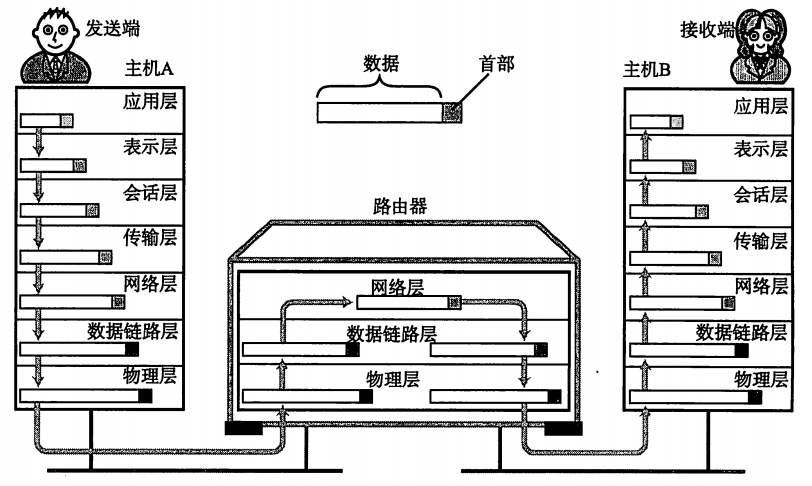 发送端
接收端
主机A
数据
首部
主机B
应用层
表示层
会话层
传输层
网络层
数据链路层
物理层
路由器
网络层
数据链路层
物理层
应用层
表示层
会话层
传输层
网络层
数据链路层
物理层